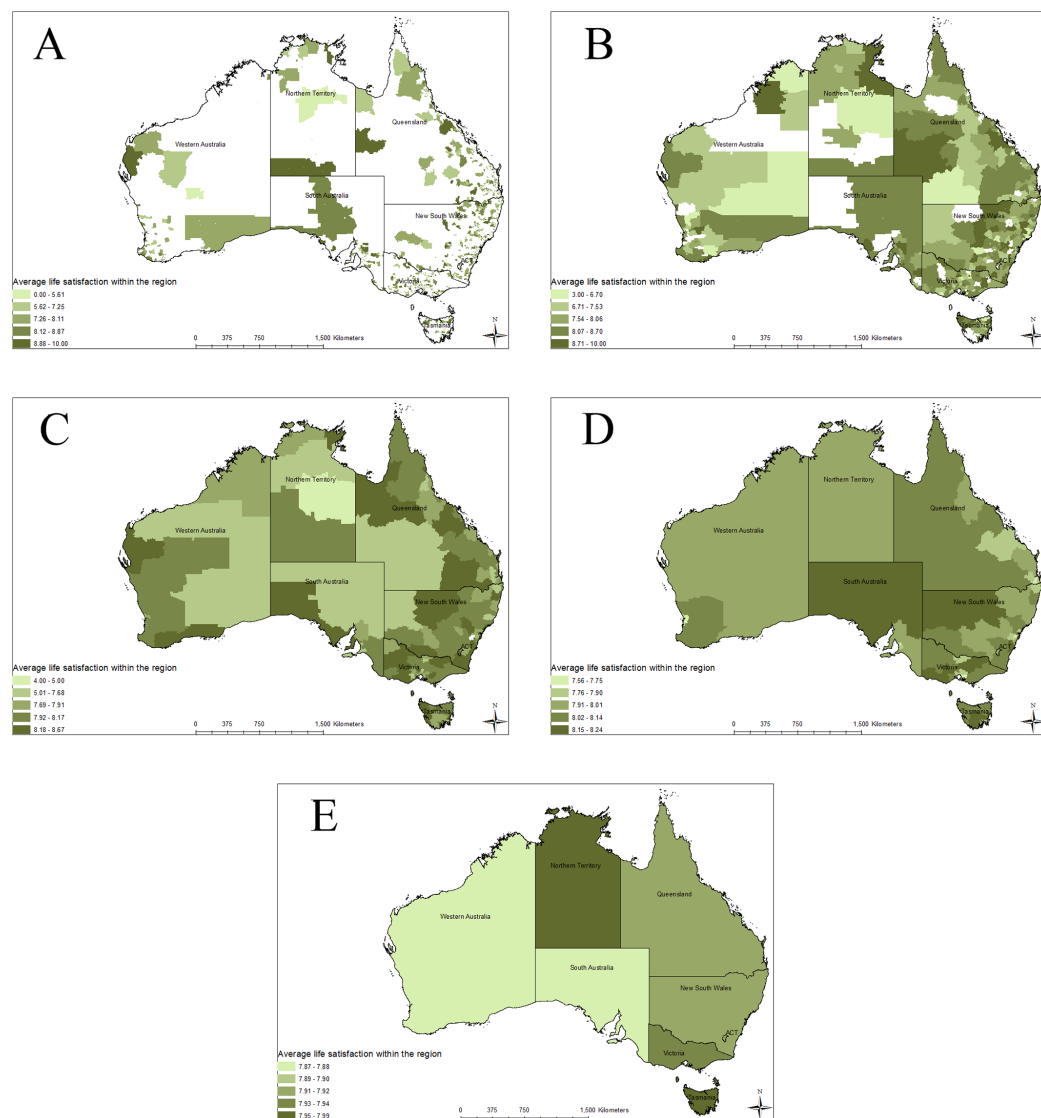 A
Northern Territory
Queensland
Western Australia
South Australia
New South Wales
ACT
Victoria
Tasmania
Average life satisfaction within the region
0.00 - 5.61
5.62 - 7.25
7.26 - 8.11
8.12 - 8.87
8.88 - 10.00
0 375 750 1,500 Kilometers
N
B
Northern Territory
Queensland
Western Australia
South Australia
New South Wales
ACT
Victoria
Tasmania
Average life satisfaction within the region
3.00 - 6.70
6.71 - 7.53
7.54 - 8.06
8.07 - 8.70
8.71 - 10.00
0 375 750 1,500 Kilometers
N
C
Northern Territory
Queensland
Western Australia
South Australia
New South Wales
ACT
Victoria
Tasmania
Average life satisfaction within the region
4.00 - 5.00
5.01 - 7.68
7.69 - 7.91
7.92 - 8.17
8.18 - 8.67
0 375 750 1,500 Kilometers
N
D
Northern Territory
Queensland
Western Australia
South Australia
New South Wales
ACT
Victoria
Tasmania
Average life satisfaction within the region
7.56 - 7.75
7.76 - 7.90
7.91 - 8.01
8.02 - 8.14
8.15 - 8.24
0 375 750 1,500 Kilometers
N
E
Northern Territory
Queensland
Western Australia
South Australia
New South Wales
ACT
Victoria
Tasmania
Average life satisfaction within the region
7.87 - 7.88
7.89 - 7.90
7.91 - 7.92
7.93 - 7.94
7.95 - 7.99
0 375 750 1,500 Kilometers
N